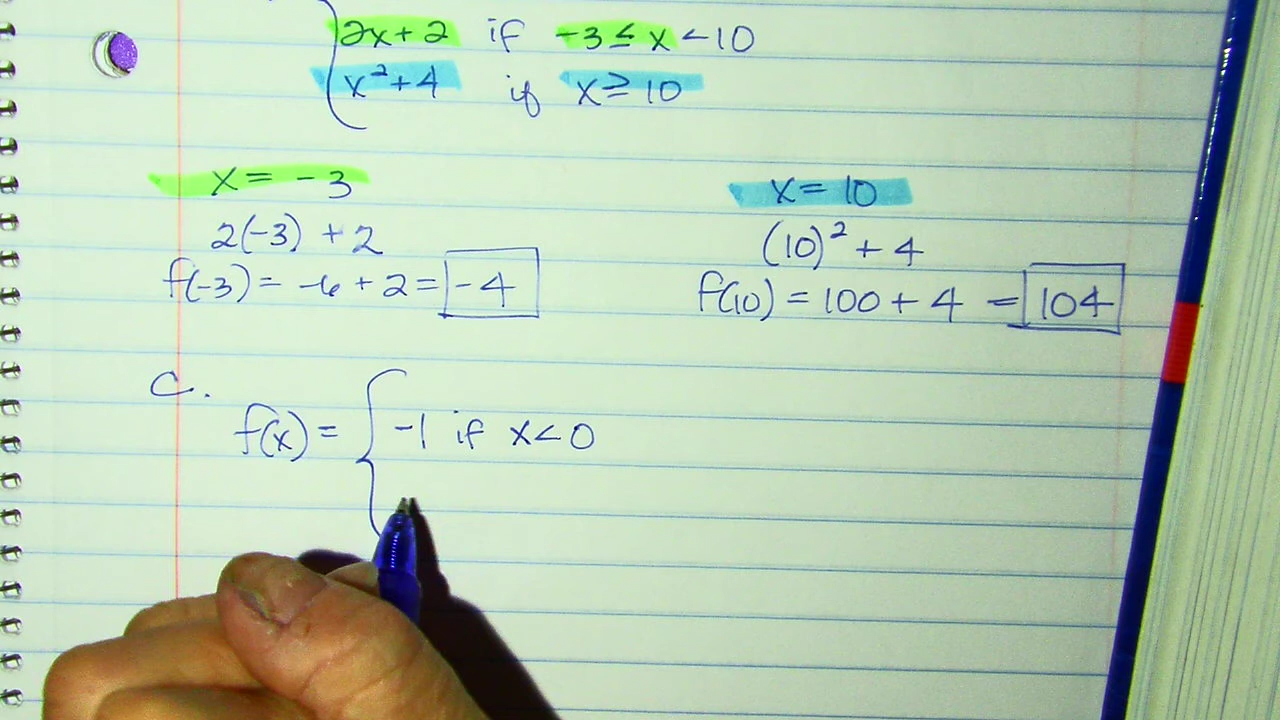 2x+2 if -3 ≤ x < 10
x²+4 if x ≥ 10
x = -3
2(-3) + 2
f(-3) = -6 + 2 = -4
x = 10
(10)² + 4
f(10) = 100 + 4 = 104
C.
f(x) = { -1 if x<0